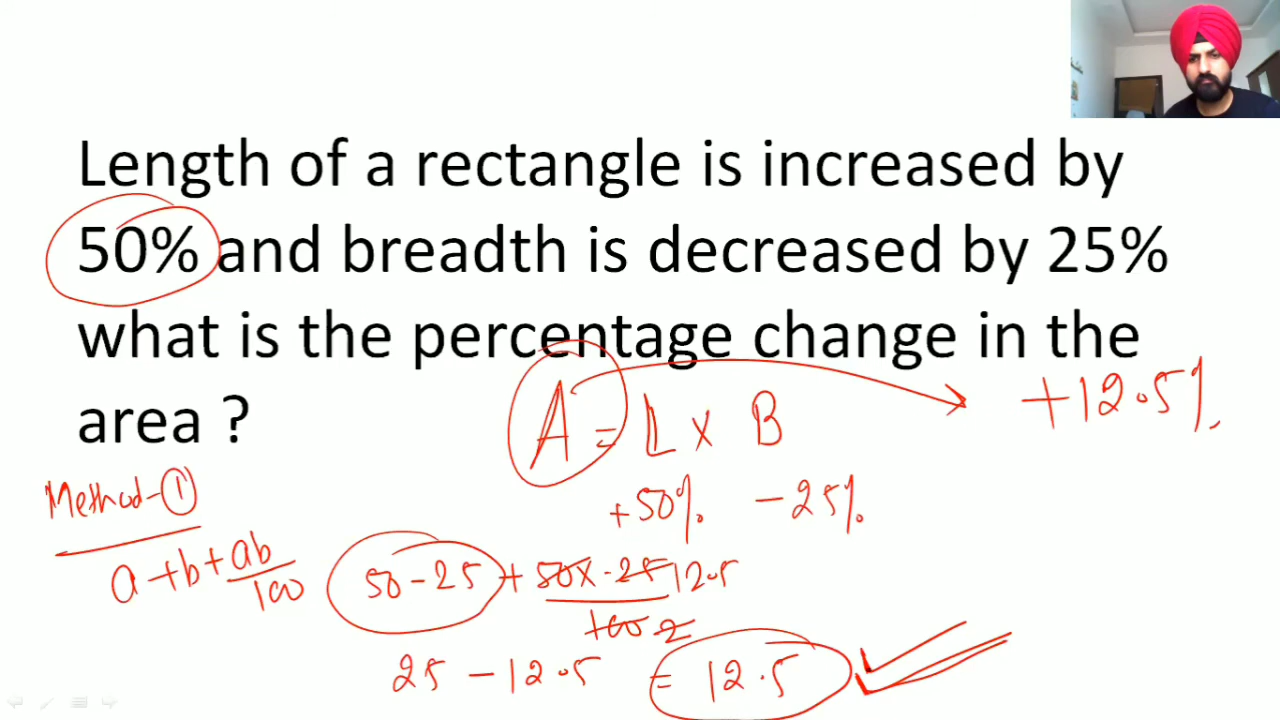 Length of a rectangle is increased by
50% and breadth is decreased by 25%
what is the percentage change in the
area ?
A = L x B
+12.5%
+50% -25%
Method-①
a+b+ab/100
50-25 + 50x-25/100 2 12.5
25 - 12.5 = 12.5